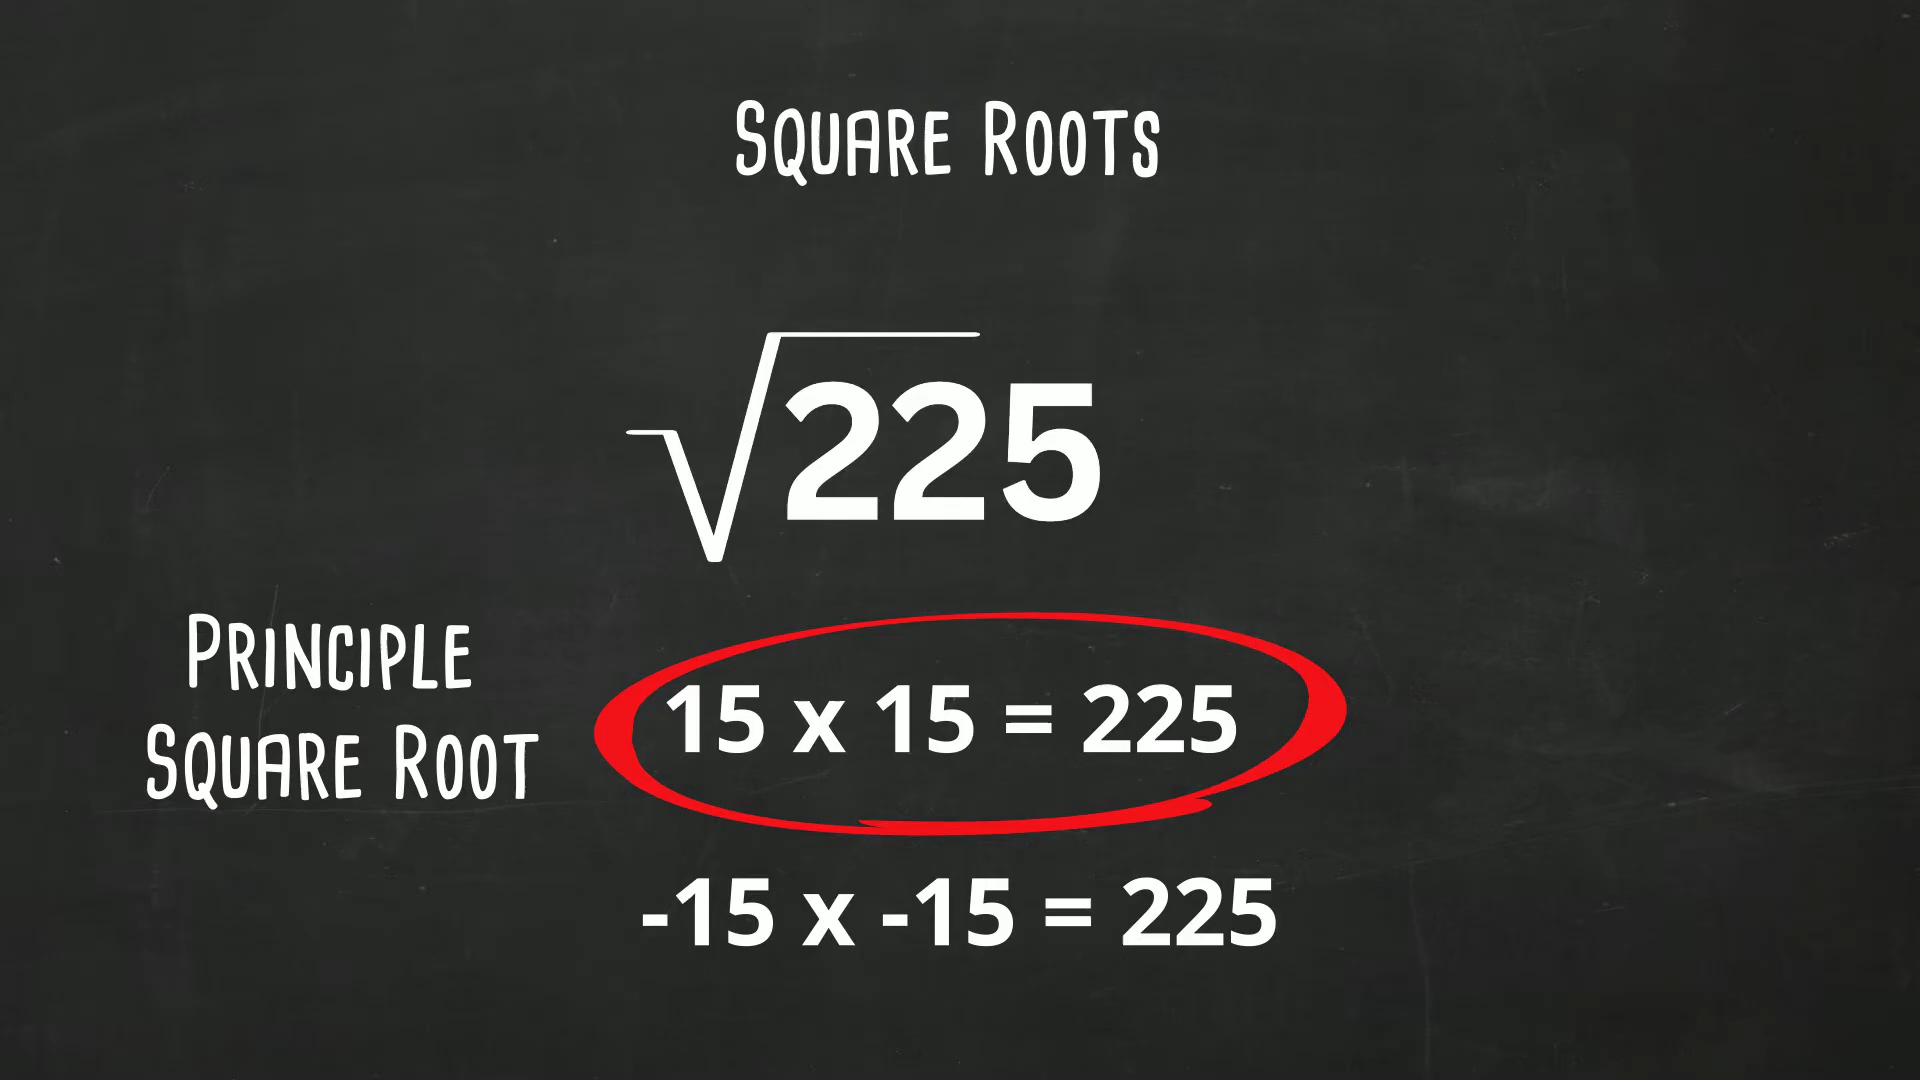 Square Roots
√225
Principle
Square Root
15 x 15 = 225
-15 x -15 = 225